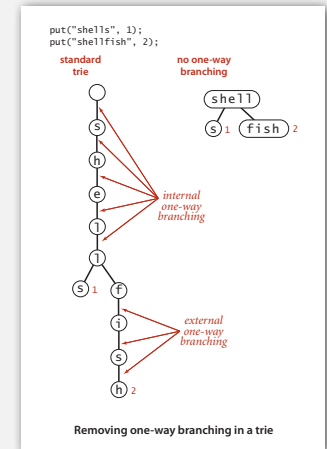 put("shells", 1);
put("shellfish", 2);
standard
trie
no one-way
branching
shell
s 1 fish 2
s
h
e
internal
one-way
branching
l
l
s 1 f
i
external
one-way
branching
s
h 2
Removing one-way branching in a trie